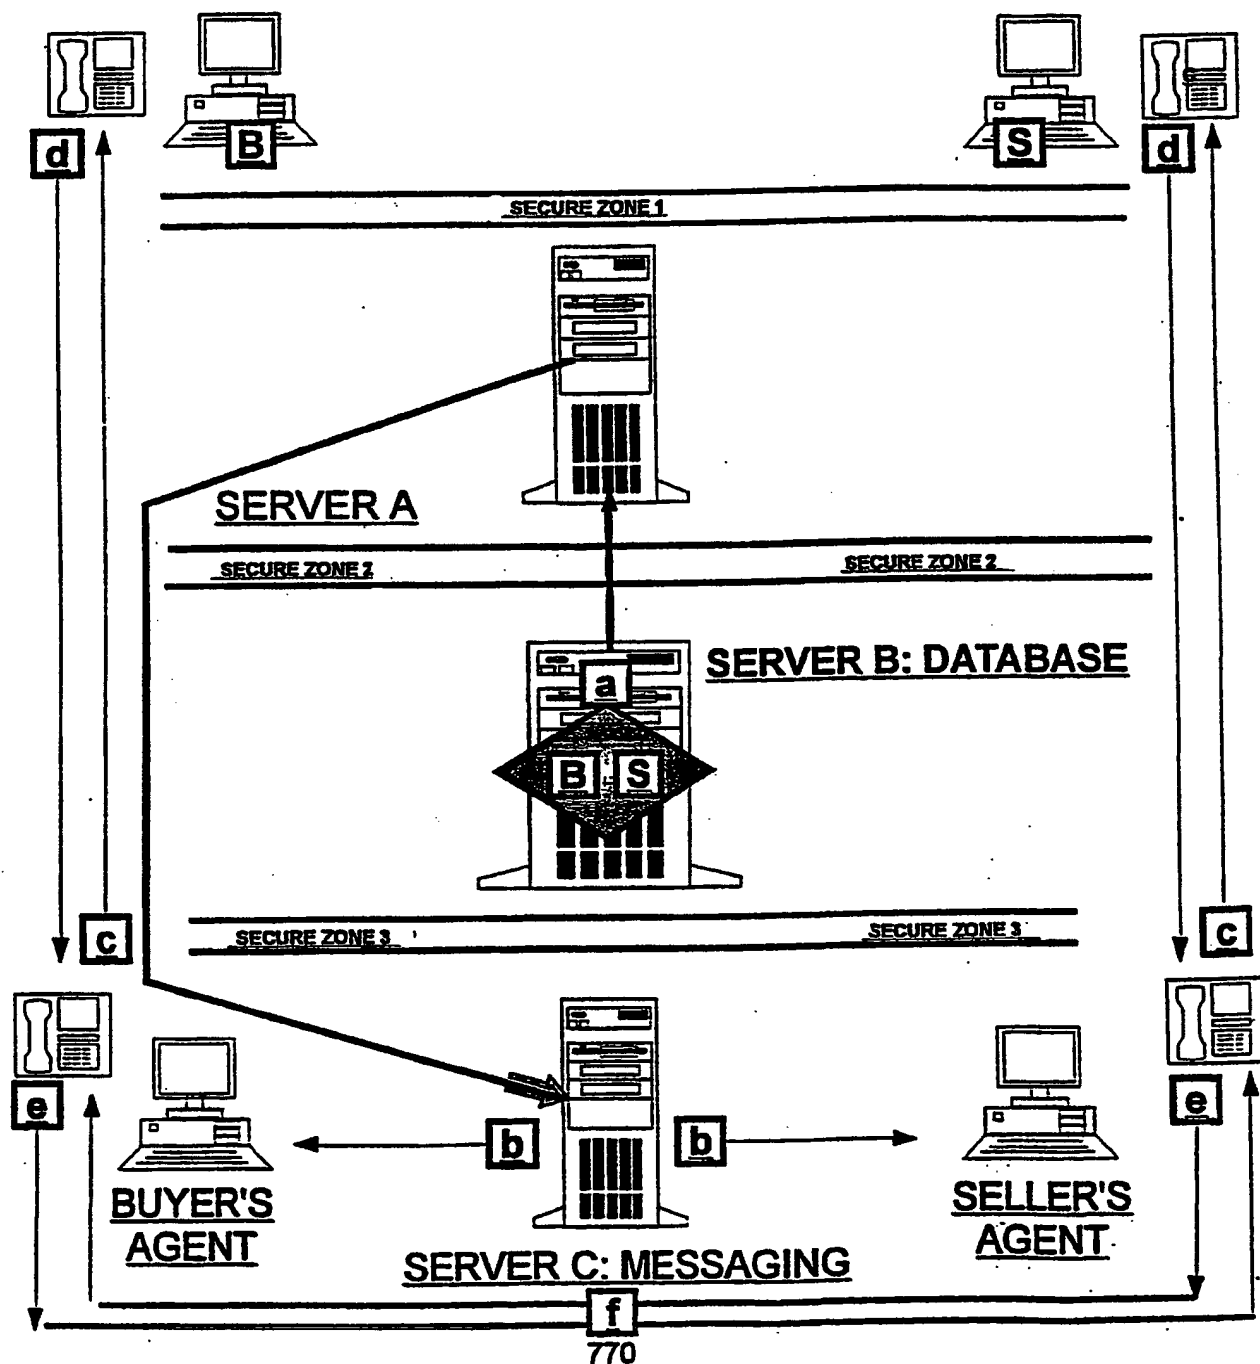 B
S
d
d
SECURE ZONE 1
SERVER A
SECURE ZONE 2
SECURE ZONE 2
SERVER B: DATABASE
a
B
S
c
c
SECURE ZONE 3
SECURE ZONE 3
e
e
b
b
BUYER'S
AGENT
SELLER'S
AGENT
SERVER C: MESSAGING
f
770